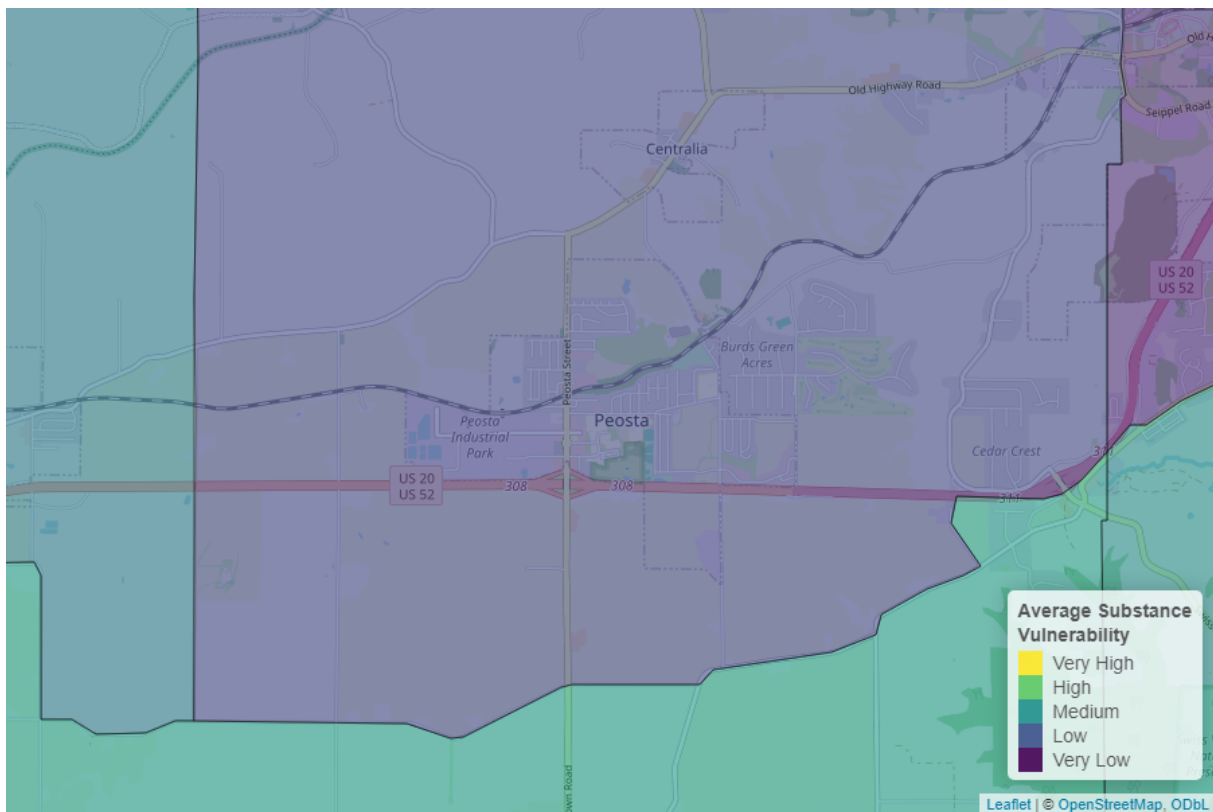 Old Highway Road
Old H
Seippel Road
Centralia
US 20
US 52
Peosta Street
Burds Green
Acres
Peosta
Industrial
Park
Peosta
Cedar Crest
311
US 20
US 52
308
308
311
Average Substance
Vulnerability
Very High
High
Medium
Low
Very Low
own Road
Leaflet | © OpenStreetMap, ODbL